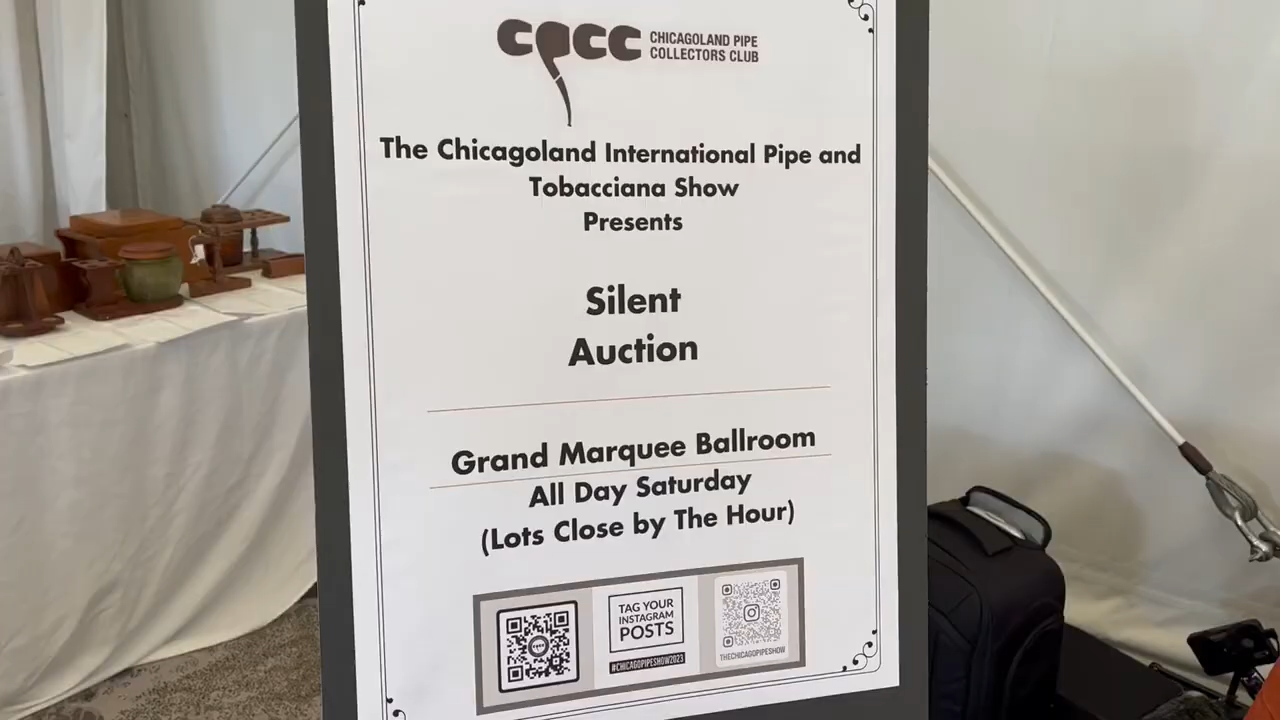 CPCC
CHICAGOLAND PIPE
COLLECTORS CLUB
The Chicagoland International Pipe and
Tobacciana Show
Presents
Silent
Auction
Grand Marquee Ballroom
All Day Saturday
(Lots Close by The Hour)
TAG YOUR
INSTAGRAM
POSTS
#CHICAGOPIPESHOW2023
THECHICAGOPIPESHOW